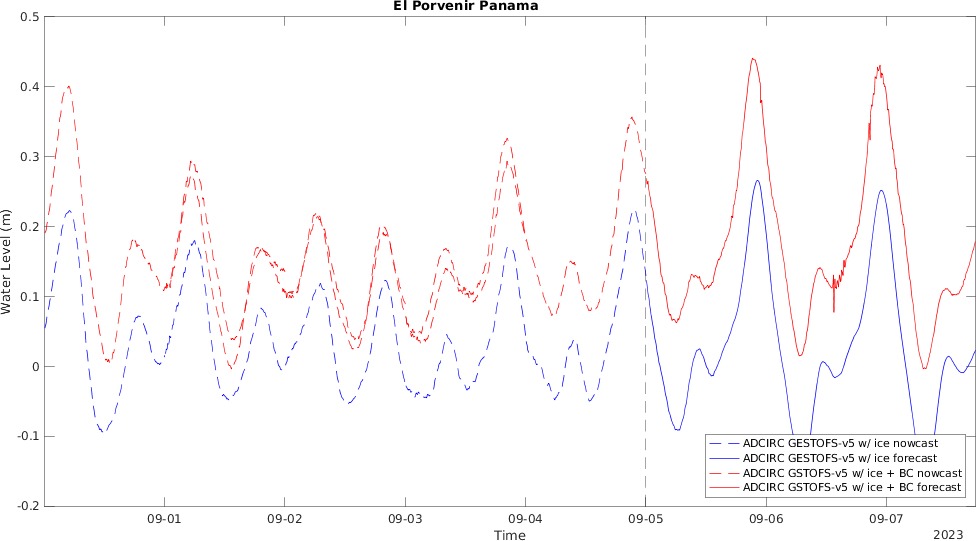 El Porvenir Panama
0.5
0.4
0.3
0.2
0.1
0
-0.1
-0.2
Water Level (m)
09-01 09-02 09-03 09-04 09-05 09-06 09-07
Time
2023
ADCIRC GESTOFS-v5 w/ ice nowcast
ADCIRC GESTOFS-v5 w/ ice forecast
ADCIRC GSTOFS-v5 w/ ice + BC nowcast
ADCIRC GSTOFS-v5 w/ ice + BC forecast